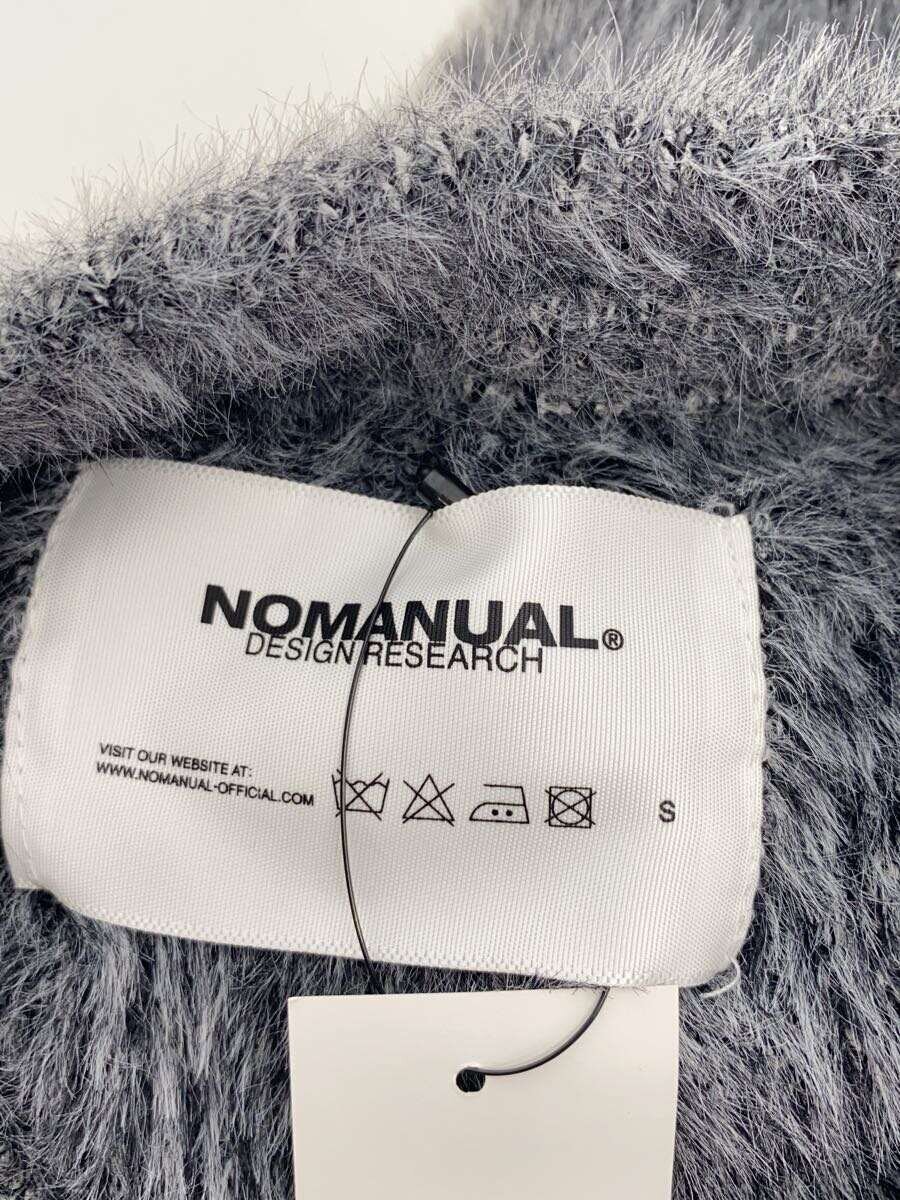 NOMANUAL®
DESIGN RESEARCH
VISIT OUR WEBSITE AT:
WWW.NOMANUAL-OFFICIAL.COM
S